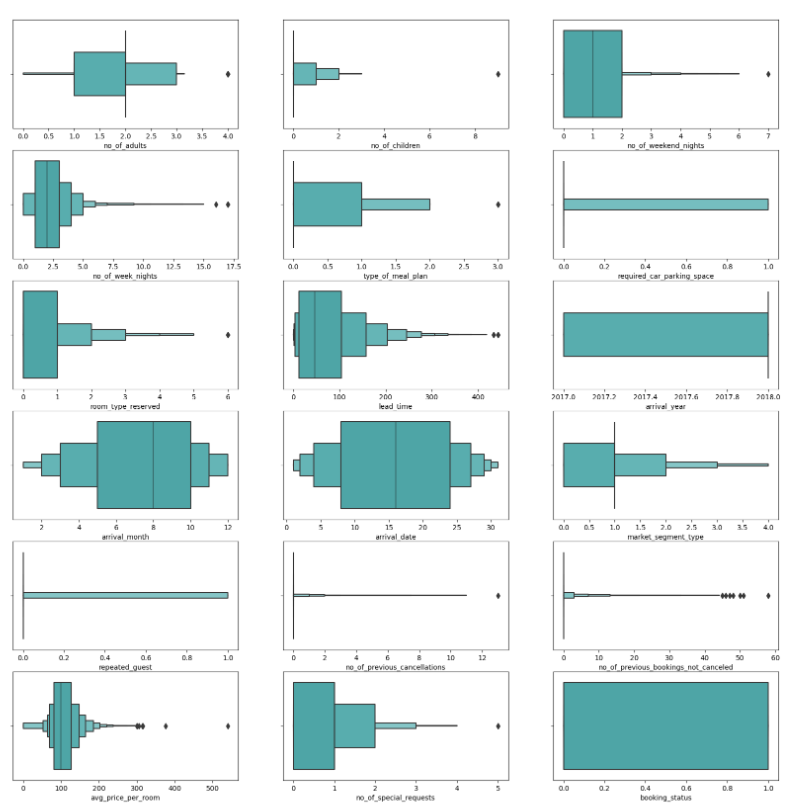 0.0 0.5 1.0 1.5 2.0 2.5 3.0 3.5 4.0
no_of_adults
0 2 4 6 8
no_of_children
0 1 2 3 4 5 6 7
no_of_weekend_nights
0.0 2.5 5.0 7.5 10.0 12.5 15.0 17.5
no_of_week_nights
0.0 0.5 1.0 1.5 2.0 2.5 3.0
type_of_meal_plan
0.0 0.2 0.4 0.6 0.8 1.0
required_car_parking_space
0 1 2 3 4 5 6
room_type_reserved
0 100 200 300 400
lead_time
2017.0 2017.2 2017.4 2017.6 2017.8 2018.0
arrival_year
2 4 6 8 10 12
arrival_month
0 5 10 15 20 25 30
arrival_date
0.0 0.5 1.0 1.5 2.0 2.5 3.0 3.5 4.0
market_segment_type
0.0 0.2 0.4 0.6 0.8 1.0
repeated_guest
0 2 4 6 8 10 12
no_of_previous_cancellations
0 10 20 30 40 50 60
no_of_previous_bookings_not_canceled
0 100 200 300 400 500
avg_price_per_room
0 1 2 3 4 5
no_of_special_requests
0.0 0.2 0.4 0.6 0.8 1.0
booking_status